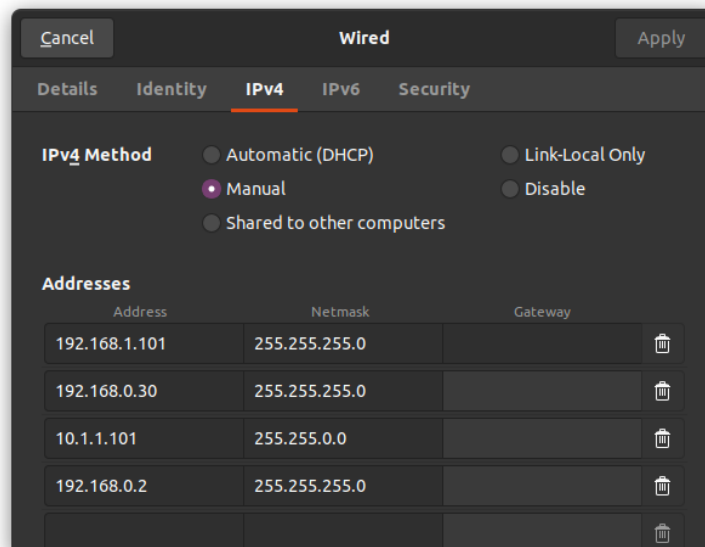 Cancel Wired Apply
Details Identity IPv4 IPv6 Security
IPv4 Method Automatic (DHCP) Link-Local Only
Manual Disable
Shared to other computers
Addresses
Address Netmask Gateway
192.168.1.101 255.255.255.0
192.168.0.30 255.255.255.0
10.1.1.101 255.255.0.0
192.168.0.2 255.255.255.0